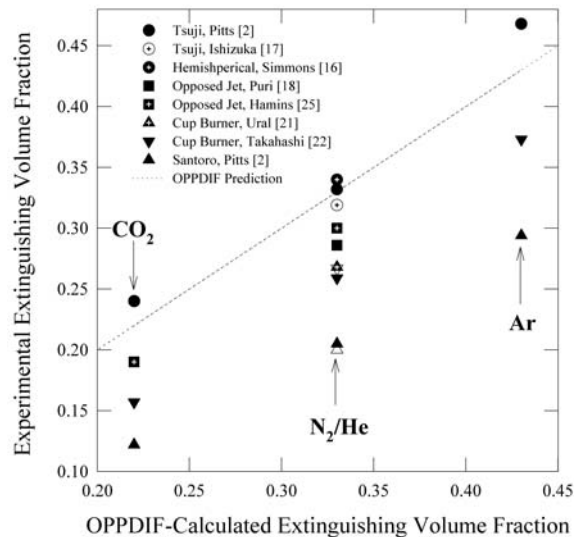 Experimental Extinguishing Volume Fraction
0.45
0.40
0.35
0.30
0.25
0.20
0.15
0.10
Tsuji, Pitts [2]
Tsuji, Ishizuka [17]
Hemishperical, Simmons [16]
Opposed Jet, Puri [18]
Opposed Jet, Hamins [25]
Cup Burner, Ural [21]
Cup Burner, Takahashi [22]
Santoro, Pitts [2]
OPPDIF Prediction
CO₂
Ar
N₂/He
0.20 0.25 0.30 0.35 0.40 0.45
OPPDIF-Calculated Extinguishing Volume Fraction